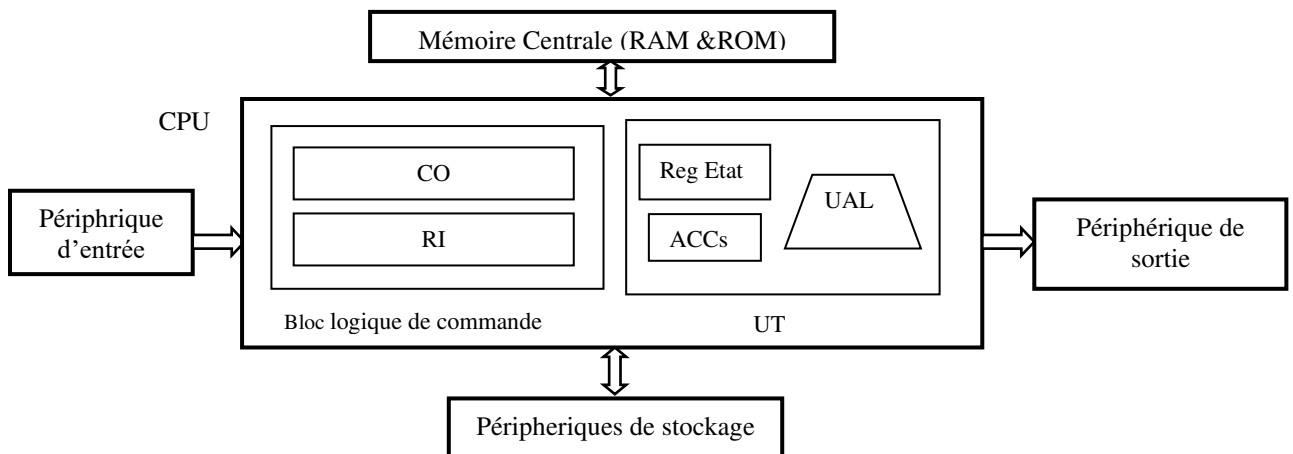 Mémoire Centrale (RAM &ROM)
CPU
CO
RI
Reg Etat
ACCs
UAL
Périphrique
d'entrée
Périphérique de
sortie
Bloc logique de commande
UT
Péripheriques de stockage